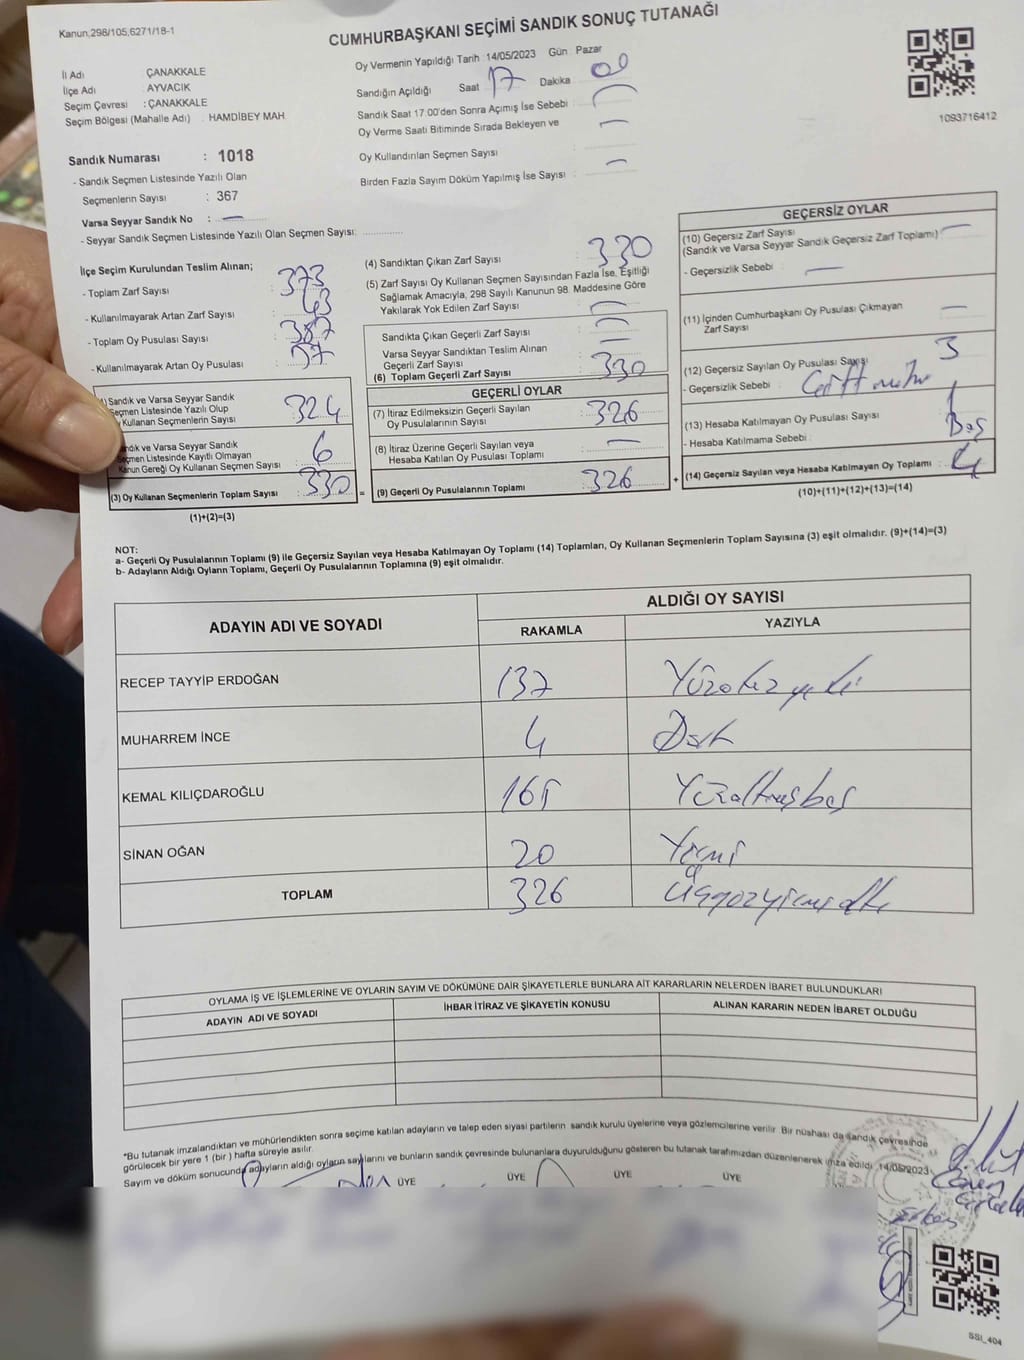 Kanun,298/105,6271/18-1
CUMHURBAŞKANI SEÇİMİ SANDIK SONUÇ TUTANAĞI
İl Adı ÇANAKKALE
İlçe Adı AYVACIK
Seçim Çevresi : ÇANAKKALE
Seçim Bölgesi (Mahalle Adı) HAMDİBEY MAH
Oy Vermenin Yapıldığı Tarih 14/05/2023 Gün Pazar
Sandığın Açıldığı Saat 17 Dakika 00
Sandık Saat 17:00'den Sonra Açımış İse Sebebi
Oy Verme Saati Bitiminde Sırada Bekleyen ve
Oy Kullandırılan Seçmen Sayısı
Birden Fazla Sayım Döküm Yapılmış İse Sayısı
1093716412
Sandık Numarası : 1018
- Sandık Seçmen Listesinde Yazılı Olan
Seçmenlerin Sayısı : 367
Varsa Seyyar Sandık No : —
- Seyyar Sandık Seçmen Listesinde Yazılı Olan Seçmen Sayısı:
İlçe Seçim Kurulundan Teslim Alınan;
- Toplam Zarf Sayısı : 373
- Kullanılmayarak Artan Zarf Sayısı : 43
- Toplam Oy Pusulası Sayısı : 387
- Kullanılmayarak Artan Oy Pusulası : 57
Sandık ve Varsa Seyyar Sandık
Seçmen Listesinde Yazılı Olup
Kullanan Seçmenlerin Sayısı 324
ve Varsa Seyyar Sandık
Seçmen Listesinde Kayıtlı Olmayan
Kanun Gereği Oy Kullanan Seçmen Sayısı 6
(3) Oy Kullanan Seçmenlerin Toplam Sayısı : 330
(1)+(2)=(3)
(4) Sandıktan Çıkan Zarf Sayısı : 330
(5) Zarf Sayısı Oy Kullanan Seçmen Sayısından Fazla İse, Eşitliği
Sağlamak Amacıyla, 298 Sayılı Kanunun 98. Maddesine Göre
Yakılarak Yok Edilen Zarf Sayısı
Sandıkta Çıkan Geçerli Zarf Sayısı
Varsa Seyyar Sandıktan Teslim Alınan
Geçerli Zarf Sayısı
(6) Toplam Geçerli Zarf Sayısı : 330
GEÇERLİ OYLAR
(7) İtiraz Edilmeksizin Geçerli Sayılan
Oy Pusulalarının Sayısı : 326
(8) İtiraz Üzerine Geçerli Sayılan veya
Hesaba Katılan Oy Pusulası Toplamı
= (9) Geçerli Oy Pusulalarının Toplamı : 326
GEÇERSİZ OYLAR
(10) Geçersiz Zarf Sayısı
(Sandık ve Varsa Seyyar Sandık Geçersiz Zarf Toplamı)
- Geçersizlik Sebebi : —
(11) İçinden Cumhurbaşkanı Oy Pusulası Çıkmayan
Zarf Sayısı
(12) Geçersiz Sayılan Oy Pusulası Sayısı 3
- Geçersizlik Sebebi : Çift mühür
(13) Hesaba Katılmayan Oy Pusulası Sayısı 1
- Hesaba Katılmama Sebebi Boş
+ (14) Geçersiz Sayılan veya Hesaba Katılmayan Oy Toplamı : 4
(10)+(11)+(12)+(13)=(14)
NOT:
a- Geçerli Oy Pusulalarının Toplamı (9) ile Geçersiz Sayılan veya Hesaba Katılmayan Oy Toplamı (14) Toplamları, Oy Kullanan Seçmenlerin Toplam Sayısına (3) eşit olmalıdır. (9)+(14)=(3)
b- Adayların Aldığı Oyların Toplamı, Geçerli Oy Pusulalarının Toplamına (9) eşit olmalıdır.
ADAYIN ADI VE SOYADI ALDIĞI OY SAYISI
RAKAMLA YAZIYLA
RECEP TAYYİP ERDOĞAN 137 Yüzotuzyedi
MUHARREM İNCE 4 Dört
KEMAL KILIÇDAROĞLU 165 Yüzaltmışbeş
SİNAN OĞAN 20 Yirmi
TOPLAM 326 Üçyüzyirmialtı
OYLAMA İŞ VE İŞLEMLERİNE VE OYLARIN SAYIM VE DÖKÜMÜNE DAİR ŞİKAYETLERLE BUNLARA AİT KARARLARIN NELERDEN İBARET BULUNDUKLARI
ADAYIN ADI VE SOYADI İHBAR İTİRAZ VE ŞİKAYETİN KONUSU ALINAN KARARIN NEDEN İBARET OLDUĞU
*Bu tutanak imzalandıktan ve mühürlendikten sonra seçime katılan adayların ve talep eden siyasi partilerin sandık kurulu üyelerine veya gözlemcilerine verilir. Bir nüshası da sandık çevresinde
görülecek bir yere 1 (bir) hafta süreyle asılır.
Sayım ve döküm sonucunda adayların aldığı oyların sayılarını ve bunların sandık çevresinde bulunanlara duyurulduğunu gösteren bu tutanak tarafımızdan düzenlenerek imza edildi. 14/05/2023
ÜYE ÜYE ÜYE ÜYE
SSI_404